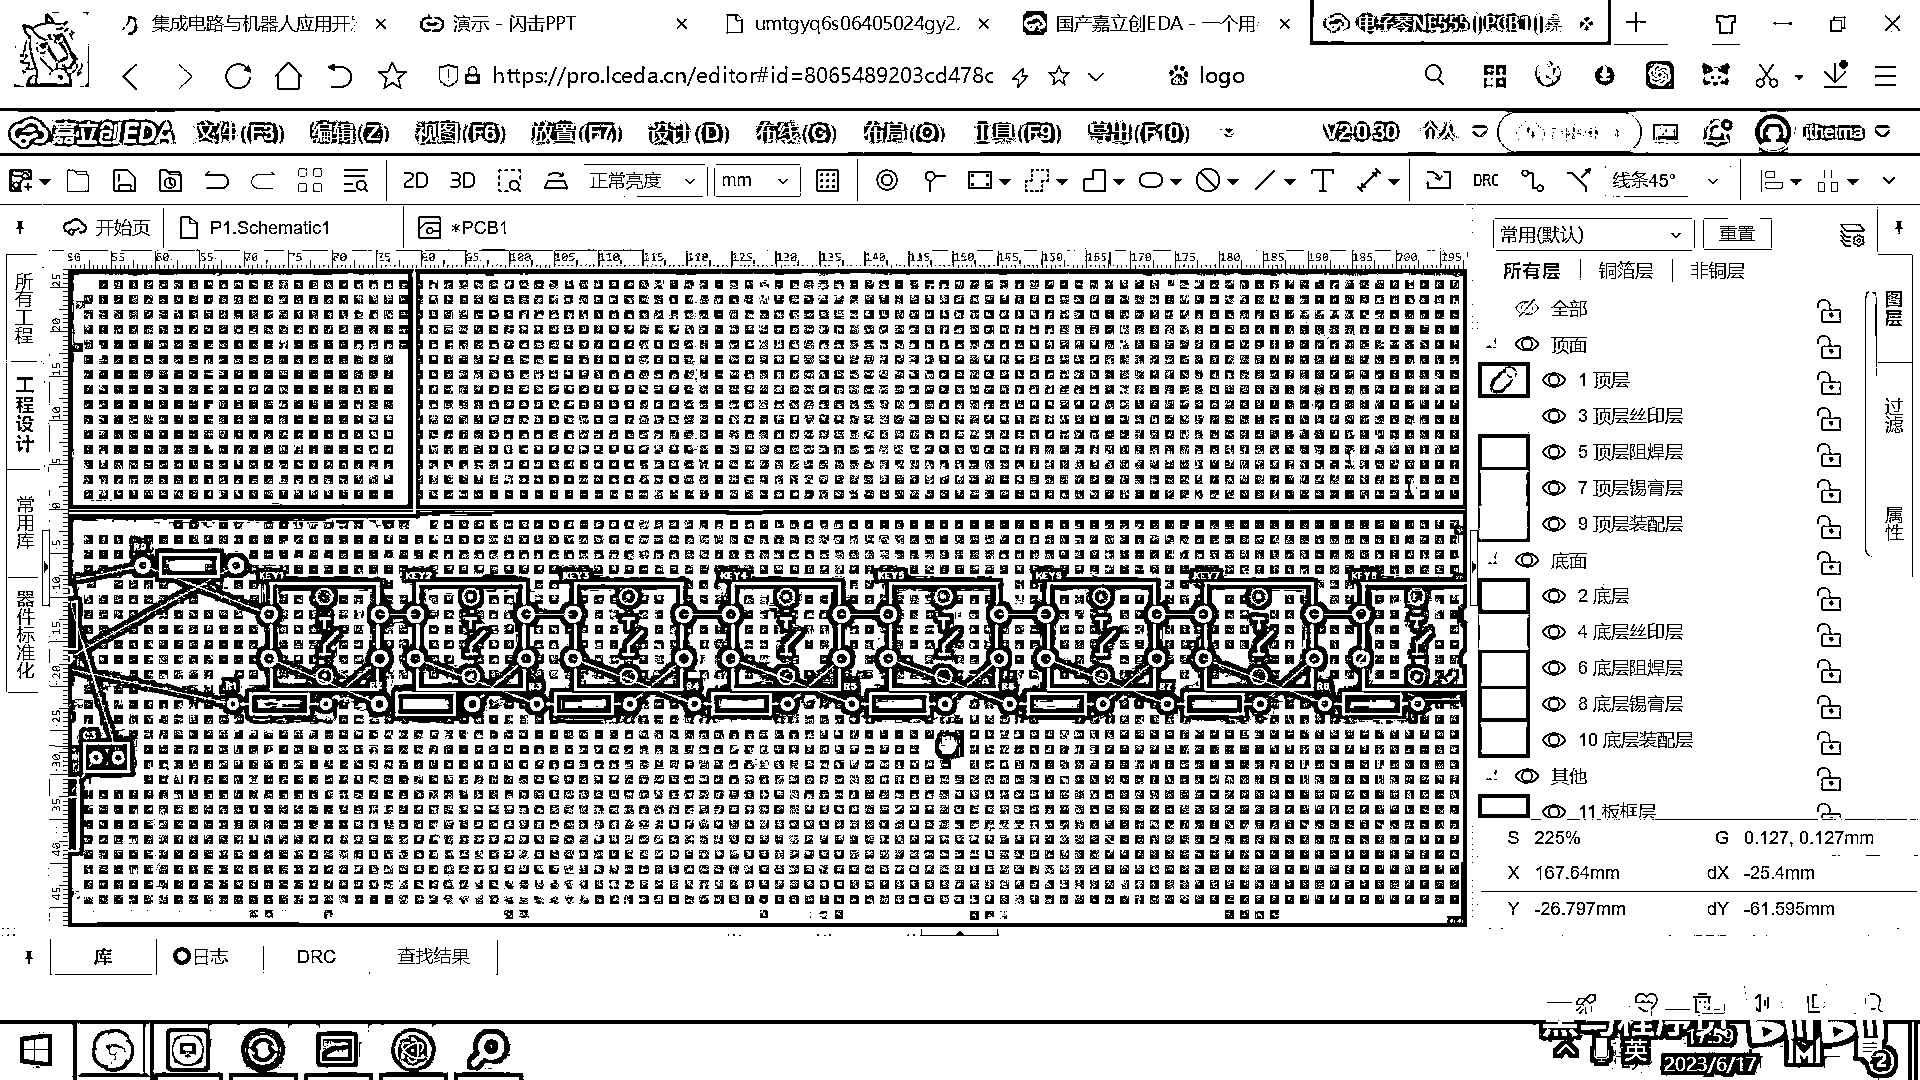 集成电路与机器人应用开发
演示 - 闪击PPT
umtgyq6s06405024gy2.
国产嘉立创EDA - 一个用
https://pro.lceda.cn/editor#id=8065489203cd478c
logo
嘉立创EDA 文件(F3) 编辑(Z) 视图(F6) 放置(F7) 设计(D) 布线(G) 布局(O) 工具(F9) 导出(F10) V2.0.30 个人 itheima
2D 3D 正常亮度 mm DRC 线条45°
开始页 P1.Schematic1 *PCB1
常用(默认) 重置
所有层 铜箔层 非铜层
全部
顶面
1 顶层
3 顶层丝印层
5 顶层阻焊层
7 顶层锡膏层
9 顶层装配层
底面
2 底层
4 底层丝印层
6 底层阻焊层
8 底层锡膏层
10 底层装配层
其他
11 板框层
图层
过滤
属性
所有工程
工程设计
常用库
器件标准化
KEY1 KEY2 KEY3 KEY4 KEY5 KEY6 KEY7 KEY8
S 225% G 0.127, 0.127mm
X 167.64mm dX -25.4mm
Y -26.797mm dY -61.595mm
库 日志 DRC 查找结果
英
17:59
2023/6/17